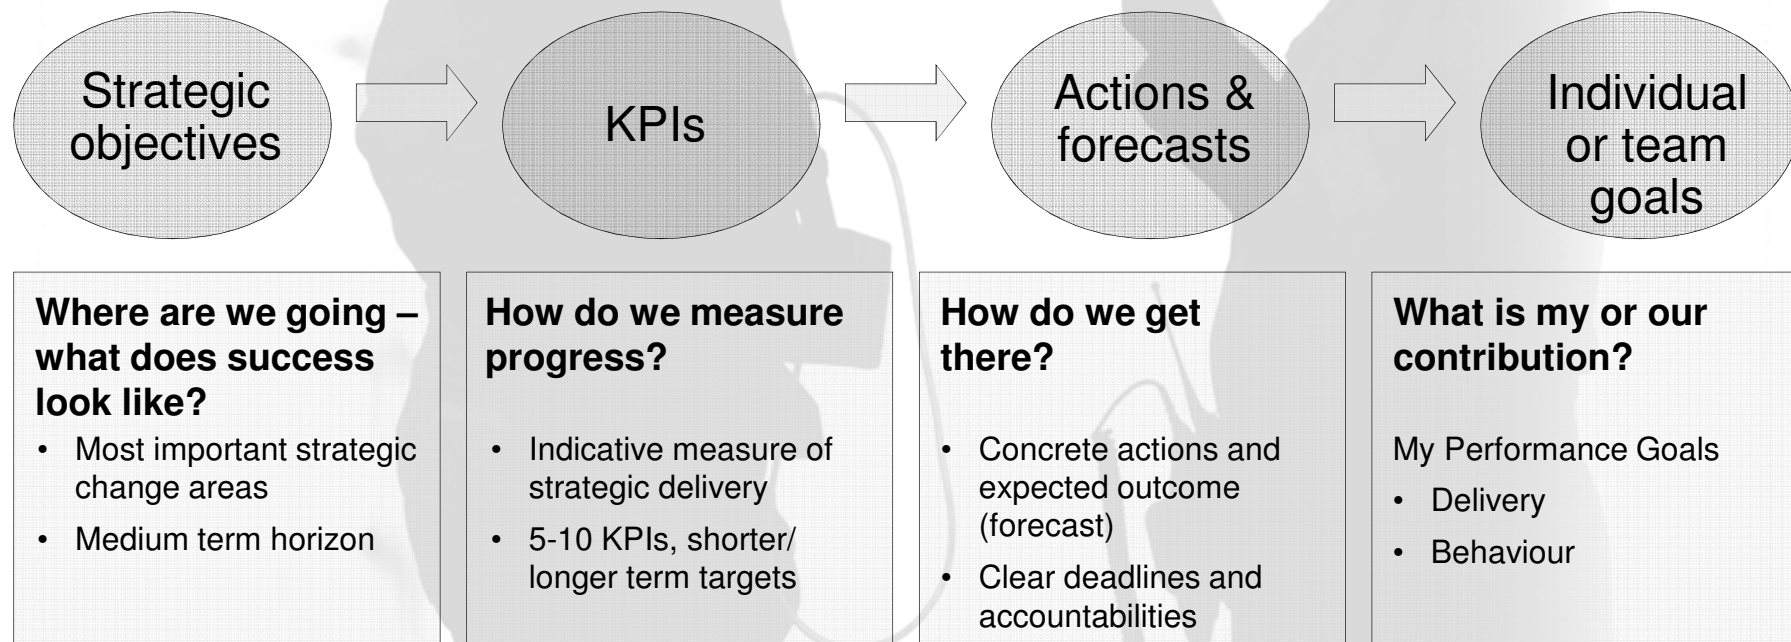 Strategic
objectives
KPIs
Actions &
forecasts
Individual
or team
goals
Where are we going –
what does success
look like?
• Most important strategic
change areas
• Medium term horizon
How do we measure
progress?
• Indicative measure of
strategic delivery
• 5-10 KPIs, shorter/
longer term targets
How do we get
there?
• Concrete actions and
expected outcome
(forecast)
• Clear deadlines and
accountabilities
What is my or our
contribution?
My Performance Goals
• Delivery
• Behaviour